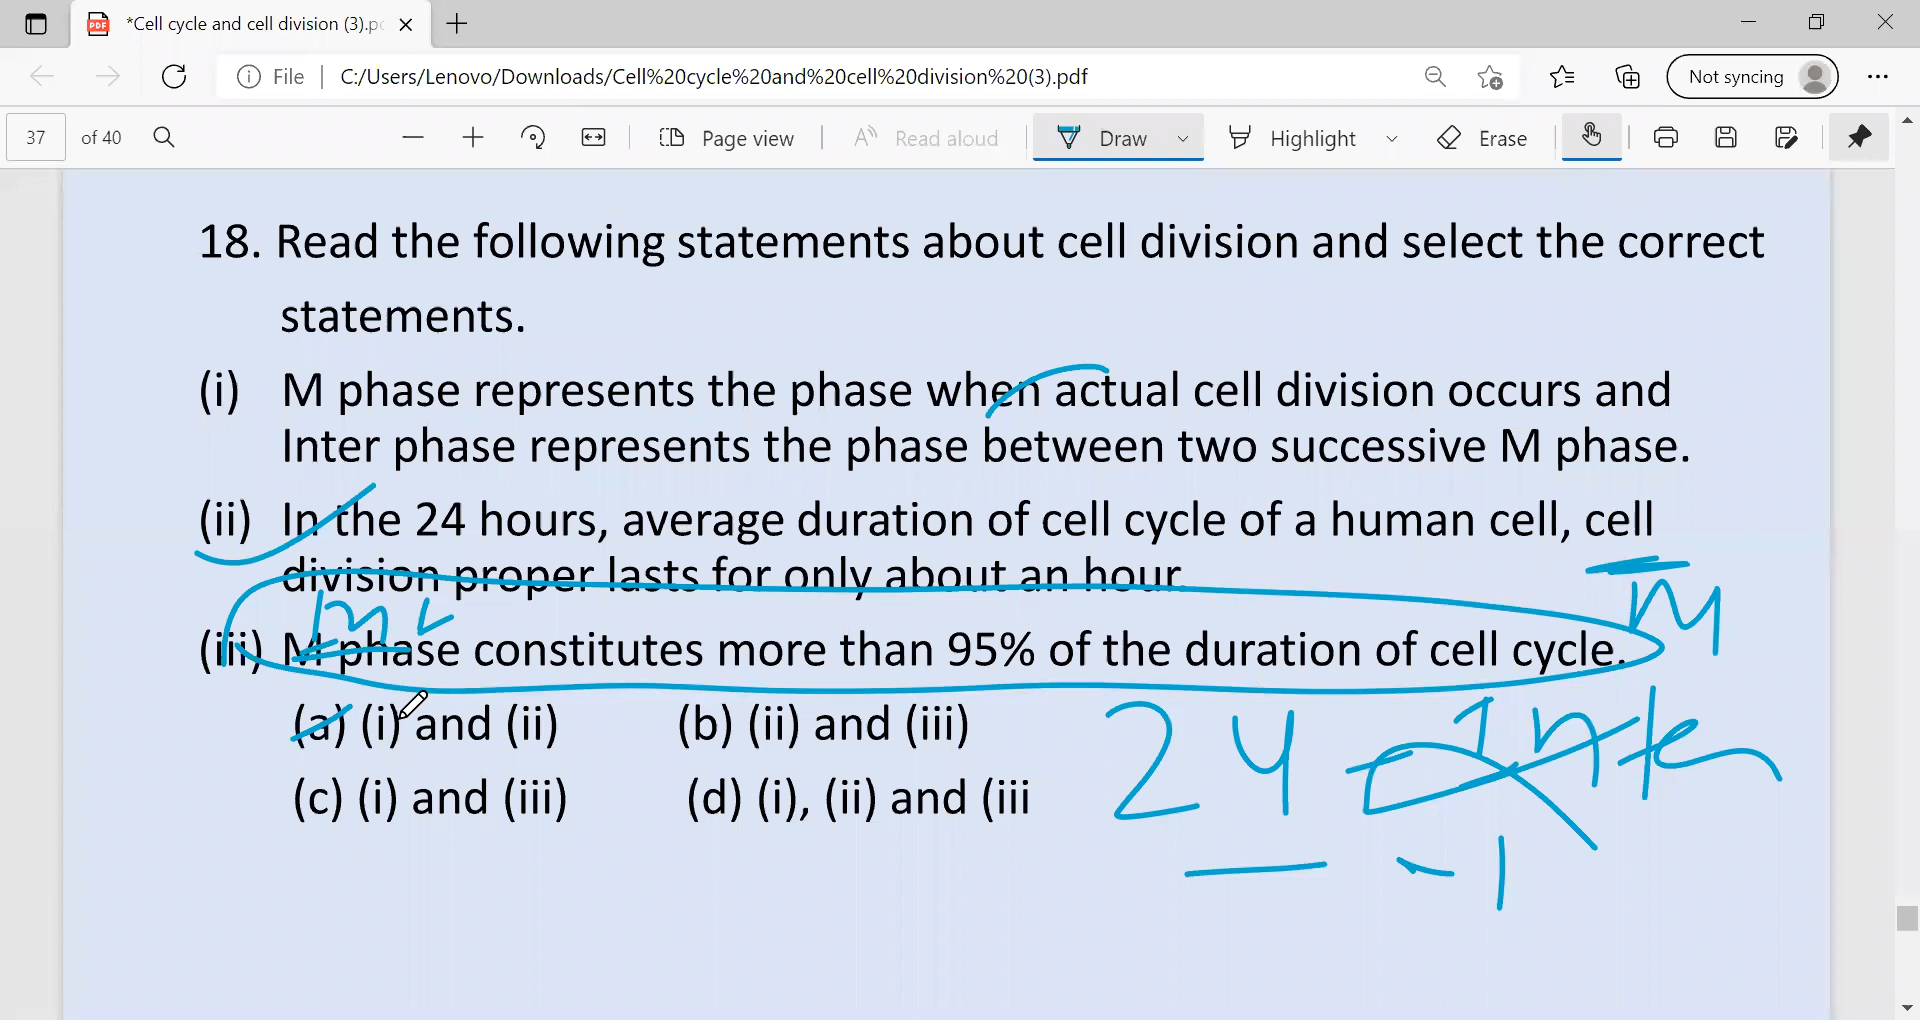 *Cell cycle and cell division (3).p
File | C:/Users/Lenovo/Downloads/Cell%20cycle%20and%20cell%20division%20(3).pdf
Not syncing
37 of 40
Page view
Read aloud
Draw
Highlight
Erase
18. Read the following statements about cell division and select the correct
statements.
(i) M phase represents the phase when actual cell division occurs and
Inter phase represents the phase between two successive M phase.
(ii) In the 24 hours, average duration of cell cycle of a human cell, cell
division proper lasts for only about an hour.
Int
M
(iii) M phase constitutes more than 95% of the duration of cell cycle.
(a) (i) and (ii) (b) (ii) and (iii)
24 Inter
(c) (i) and (iii) (d) (i), (ii) and (iii
- 1